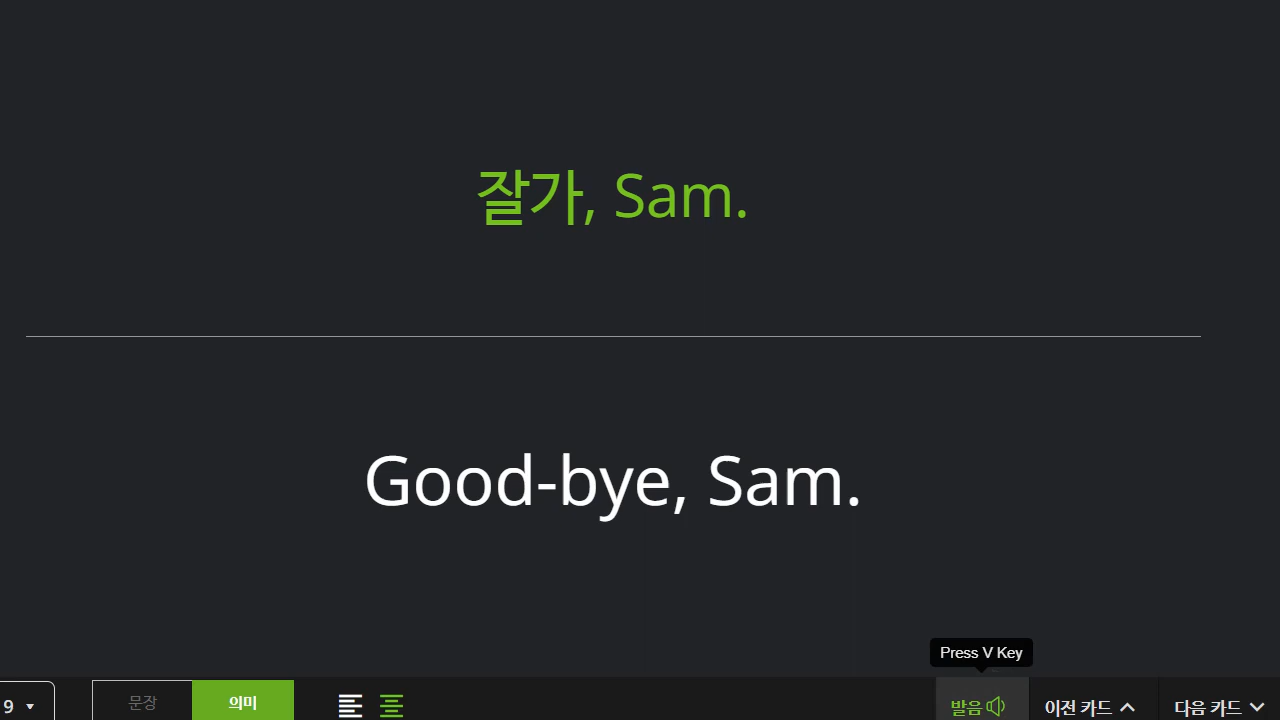 잘가, Sam.
Good-bye, Sam.
Press V Key
9 문장 의미 발음 이전 카드 다음 카드